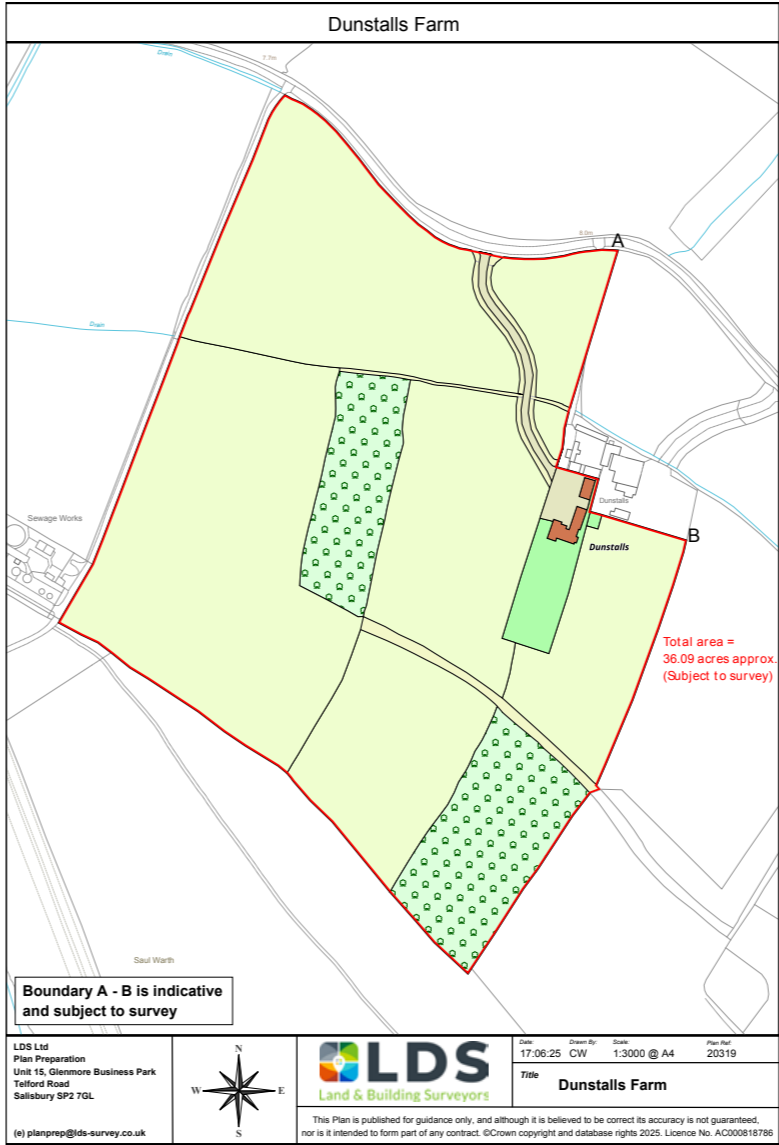 Dunstalls Farm
Drain
7.7m
8.0m
A
Drain
Sewage Works
Dunstalls
B
Dunstalls
Total area =
36.09 acres approx.
(Subject to survey)
Saul Warth
Boundary A - B is indicative
and subject to survey
LDS Ltd
Plan Preparation
Unit 15, Glenmore Business Park
Telford Road
Salisbury SP2 7GL
(e) planprep@lds-survey.co.uk
N
W
E
S
LDS
Land & Building Surveyors
Date: Drawn By: Scale: Plan Ref:
17:06:25 CW 1:3000 @ A4 20319
Title
Dunstalls Farm
This Plan is published for guidance only, and although it is believed to be correct its accuracy is not guaranteed,
nor is it intended to form part of any contract. ©Crown copyright and database rights 2025. Licence No. AC000818786